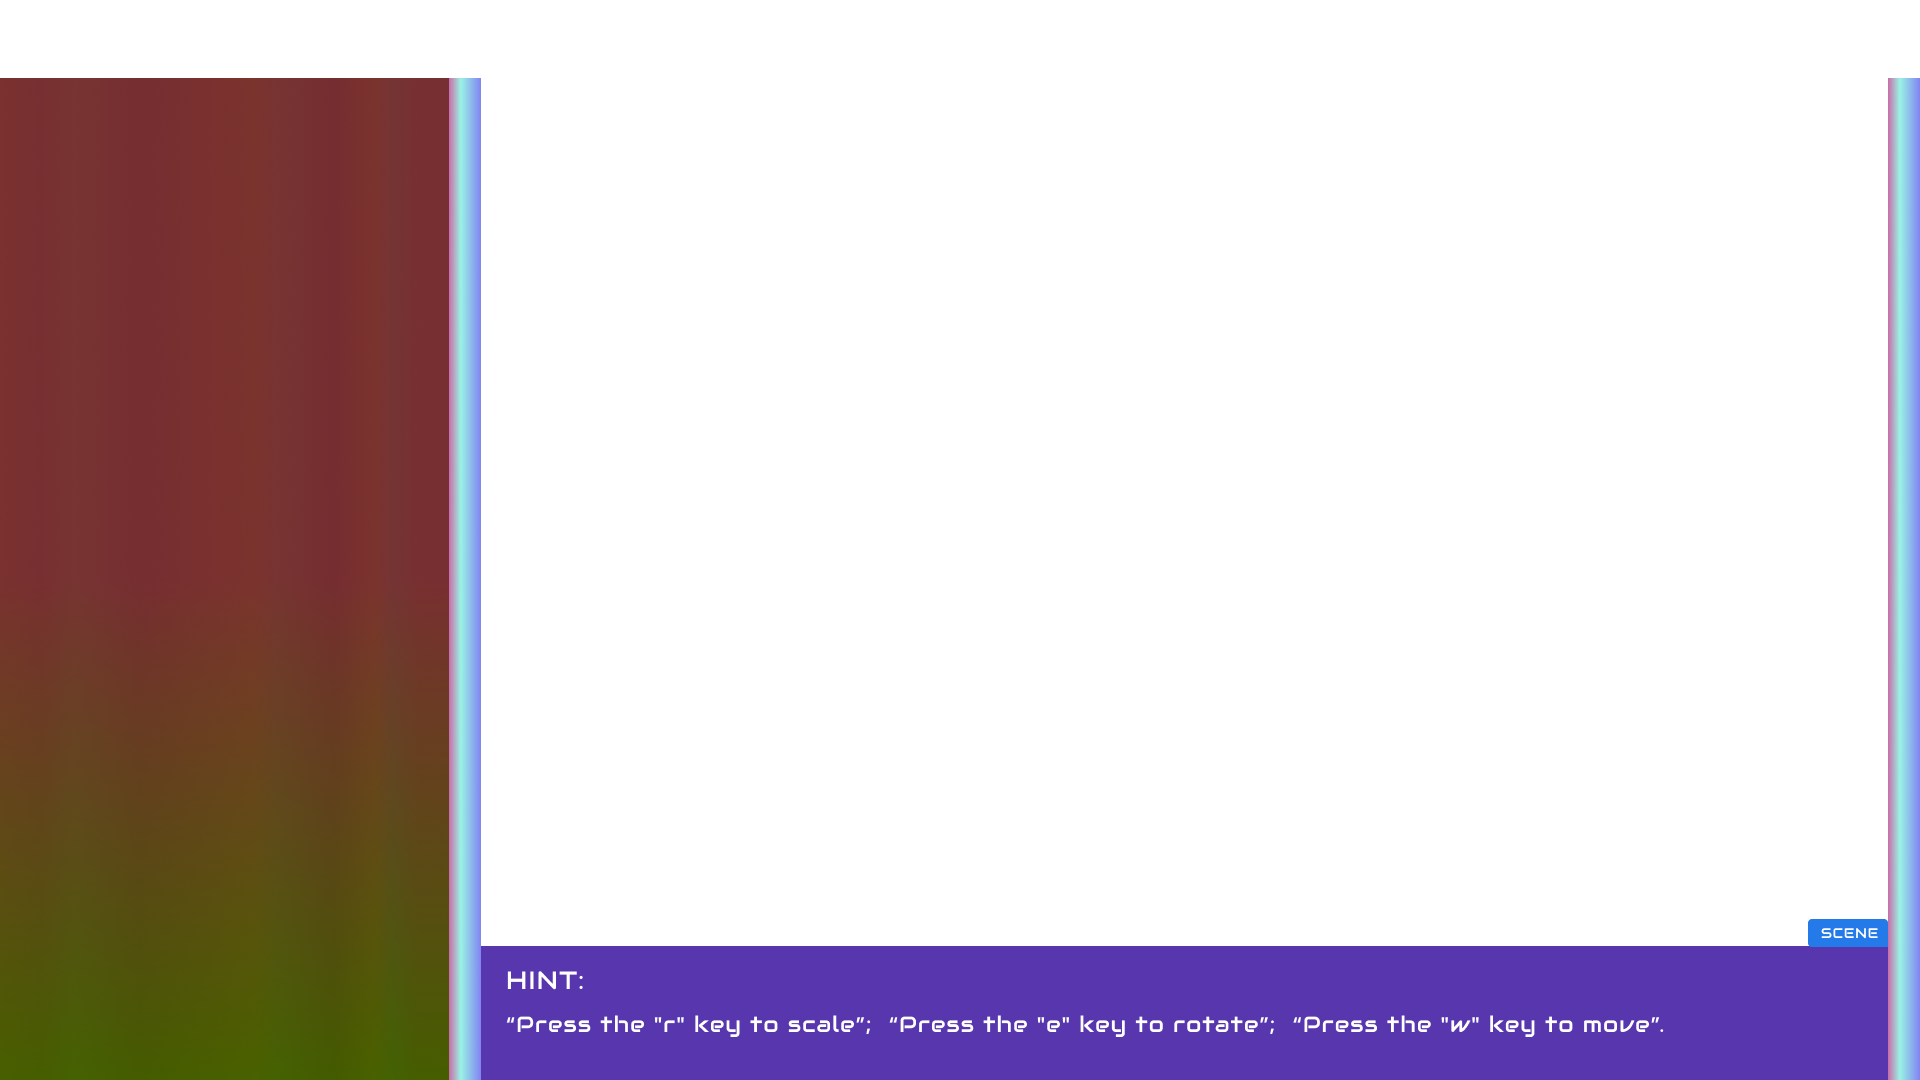 SCENE
HINT:
“Press the "r" key to scale”;  “Press the "e" key to rotate”;  “Press the "w" key to move”.